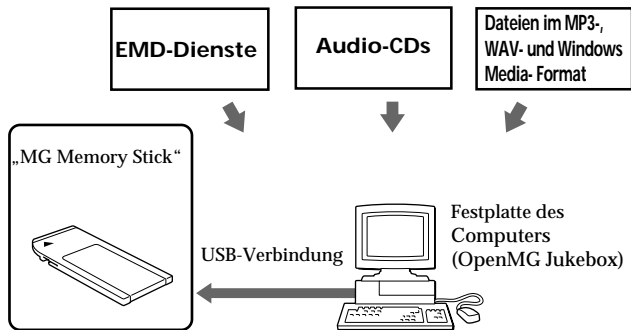 EMD-Dienste
Audio-CDs
Dateien im MP3-,
WAV- und Windows
Media- Format
„MG Memory Stick“
USB-Verbindung
Festplatte des
Computers
(OpenMG Jukebox)